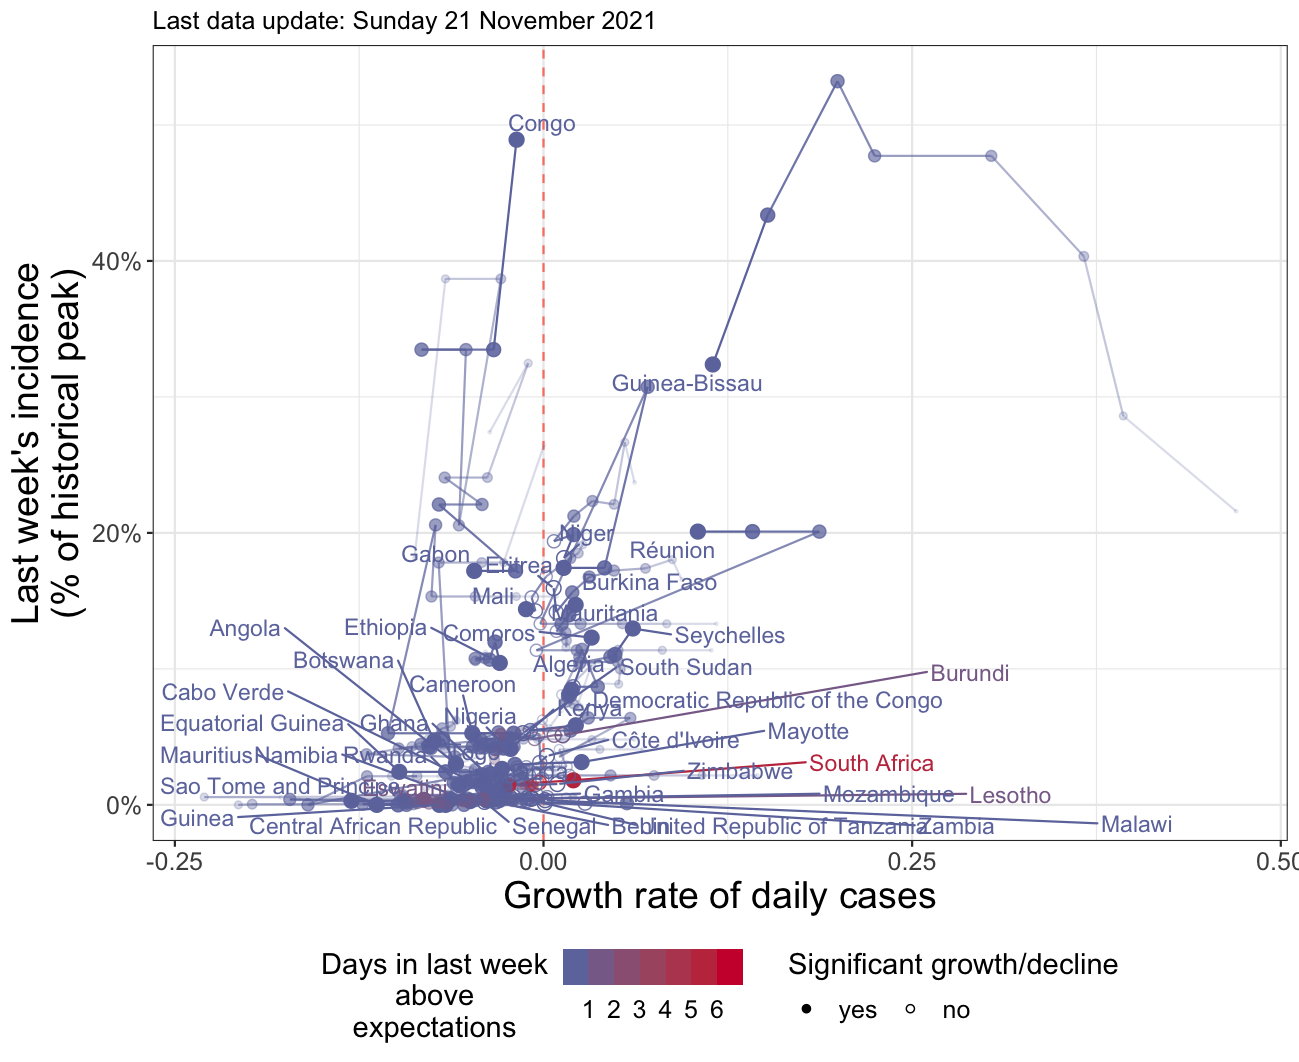 Last data update: Sunday 21 November 2021
Last week's incidence
(% of historical peak)
40%
20%
0%
Congo
Guinea-Bissau
Niger
Réunion
Gabon
Eritrea
Burkina Faso
Mali
Mauritania
Angola
Ethiopia
Comoros
Seychelles
Botswana
Algeria
South Sudan
Burundi
Cameroon
Cabo Verde
Democratic Republic of the Congo
Kenya
Nigeria
Equatorial Guinea
Ghana
Mayotte
Côte d'Ivoire
Mauritius
Namibia
Rwanda
Togo
South Africa
Zimbabwe
Sao Tome and Principe
Eswatini
Gambia
Mozambique
Lesotho
Guinea
Central African Republic
Senegal
Benin
United Republic of Tanzania
Zambia
Malawi
-0.25
0.00
0.25
Growth rate of daily cases
Days in last week
above
expectations
1 2 3 4 5 6
Significant growth/decline
yes
no